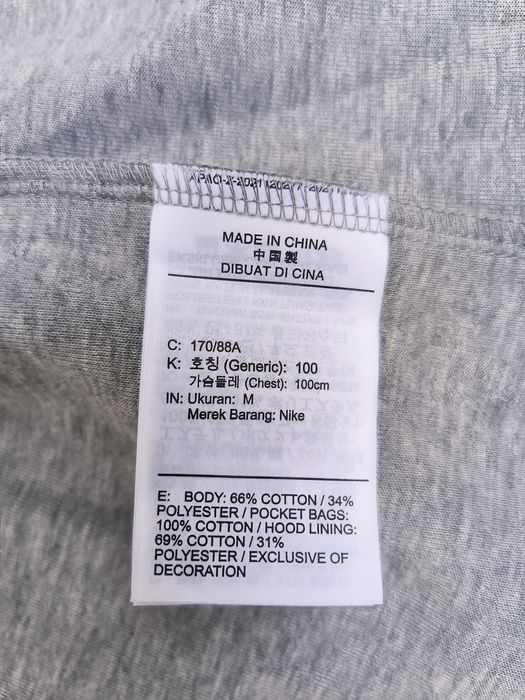 MADE IN CHINA
中国製
DIBUAT DI CINA
C: 170/88A
K: 호칭 (Generic): 100
가슴둘레 (Chest): 100cm
IN: Ukuran: M
Merek Barang: Nike
E: BODY: 66% COTTON / 34%
POLYESTER / POCKET BAGS:
100% COTTON / HOOD LINING:
69% COTTON / 31%
POLYESTER / EXCLUSIVE OF
DECORATION